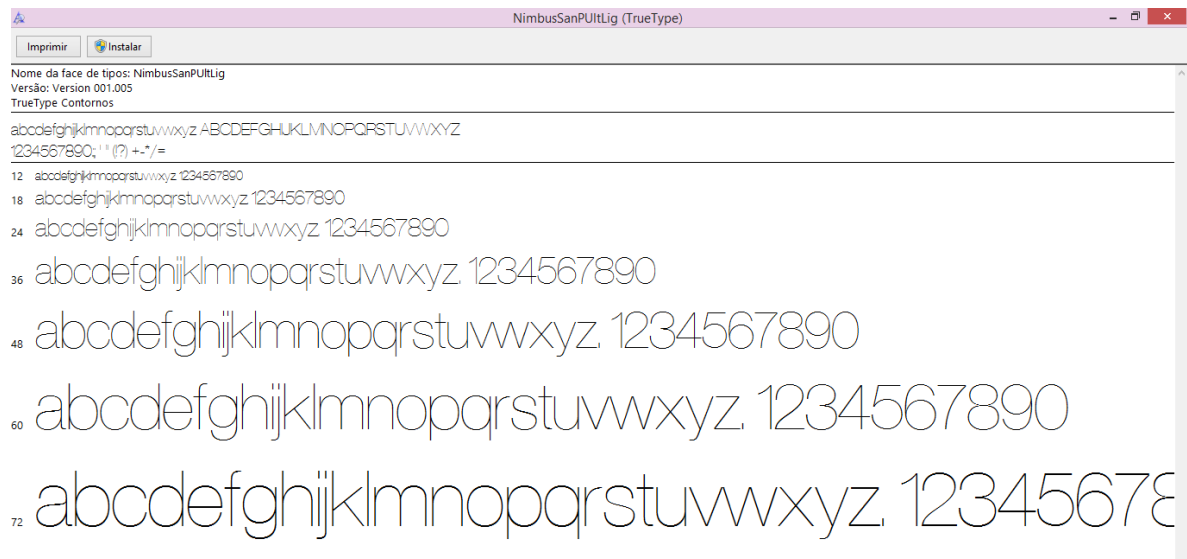 NimbusSanPUltLig (TrueType)
Imprimir Instalar
Nome da face de tipos: NimbusSanPUltLig
Versão: Version 001.005
TrueType Contornos
abcdefghijklmnopqrstuvwxyz ABCDEFGHIJKLMNOPQRSTUVWXYZ
1234567890.:, ; ' " (!?) +-*/=
12 abcdefghijklmnopqrstuvwxyz. 1234567890
18 abcdefghijklmnopqrstuvwxyz. 1234567890
24 abcdefghijklmnopqrstuvwxyz. 1234567890
36 abcdefghijklmnopqrstuvwxyz. 1234567890
48 abcdefghijklmnopqrstuvwxyz. 1234567890
60 abcdefghijklmnopqrstuvwxyz. 1234567890
72 abcdefghijklmnopqrstuvwxyz. 12345678